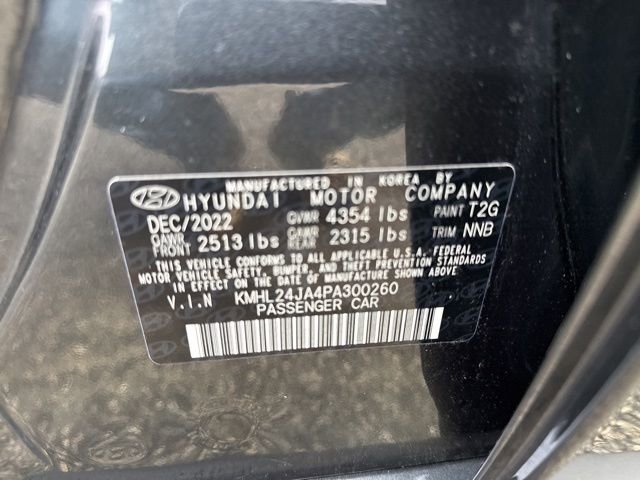 MANUFACTURED IN KOREA BY
HYUNDAI MOTOR COMPANY
DEC/2022 GVWR 4354 lbs PAINT T2G
GAWR FRONT 2513 lbs GAWR REAR 2315 lbs TRIM NNB
THIS VEHICLE CONFORMS TO ALL APPLICABLE U.S.A. FEDERAL
MOTOR VEHICLE SAFETY, BUMPER, AND THEFT PREVENTION
STANDARDS IN EFFECT ON THE DATE OF MANUFACTURE SHOWN ABOVE.
V.I.N KMHL24JA4PA300260
PASSENGER CAR